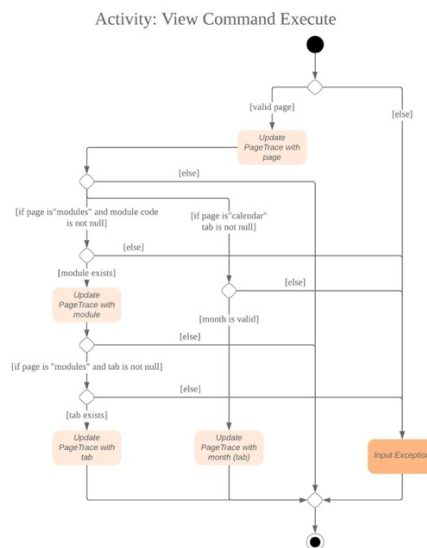 Activity: View Command Execute
[valid page]
[else]
Update
PageTrace with
page
[else]
[if page is"modules" and module code
is not null]
[if page is"calendar"
tab is not null]
[else]
[module exists]
[else]
Update
PageTrace with
module
[month is valid]
[else]
[if page is "modules" and tab is not null]
[else]
[tab exists]
Update
PageTrace with
tab
Update
PageTrace with
month (tab)
Input Exception